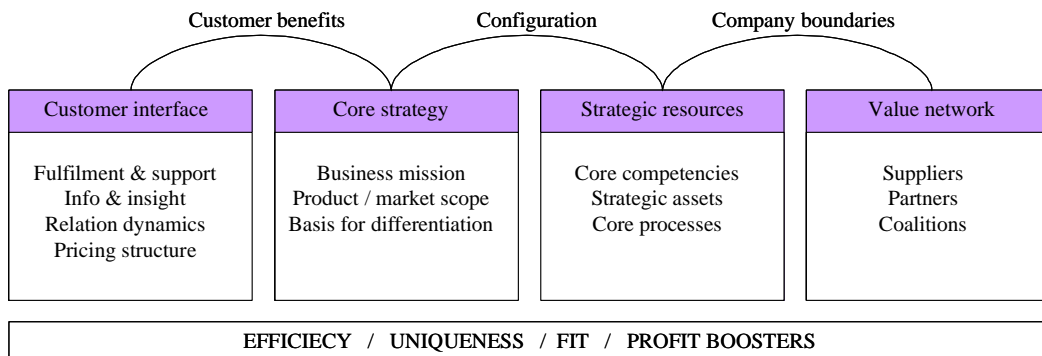 Customer benefits Configuration Company boundaries
Customer interface Core strategy Strategic resources Value network
Fulfilment & support
Info & insight
Relation dynamics
Pricing structure
Business mission
Product / market scope
Basis for differentiation
Core competencies
Strategic assets
Core processes
Suppliers
Partners
Coalitions
EFFICIECY / UNIQUENESS / FIT / PROFIT BOOSTERS